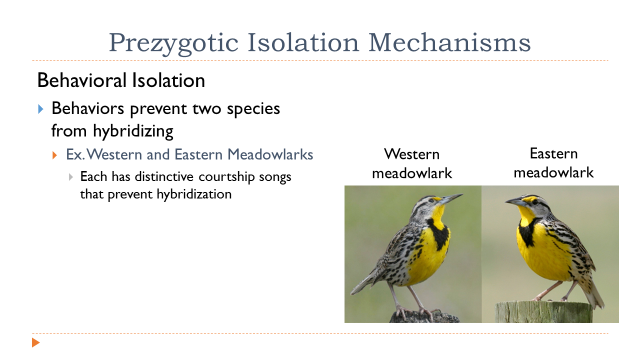 Prezygotic Isolation Mechanisms
Behavioral Isolation
Behaviors prevent two species
from hybridizing
Ex. Western and Eastern Meadowlarks
Each has distinctive courtship songs
that prevent hybridization
Western
meadowlark
Eastern
meadowlark